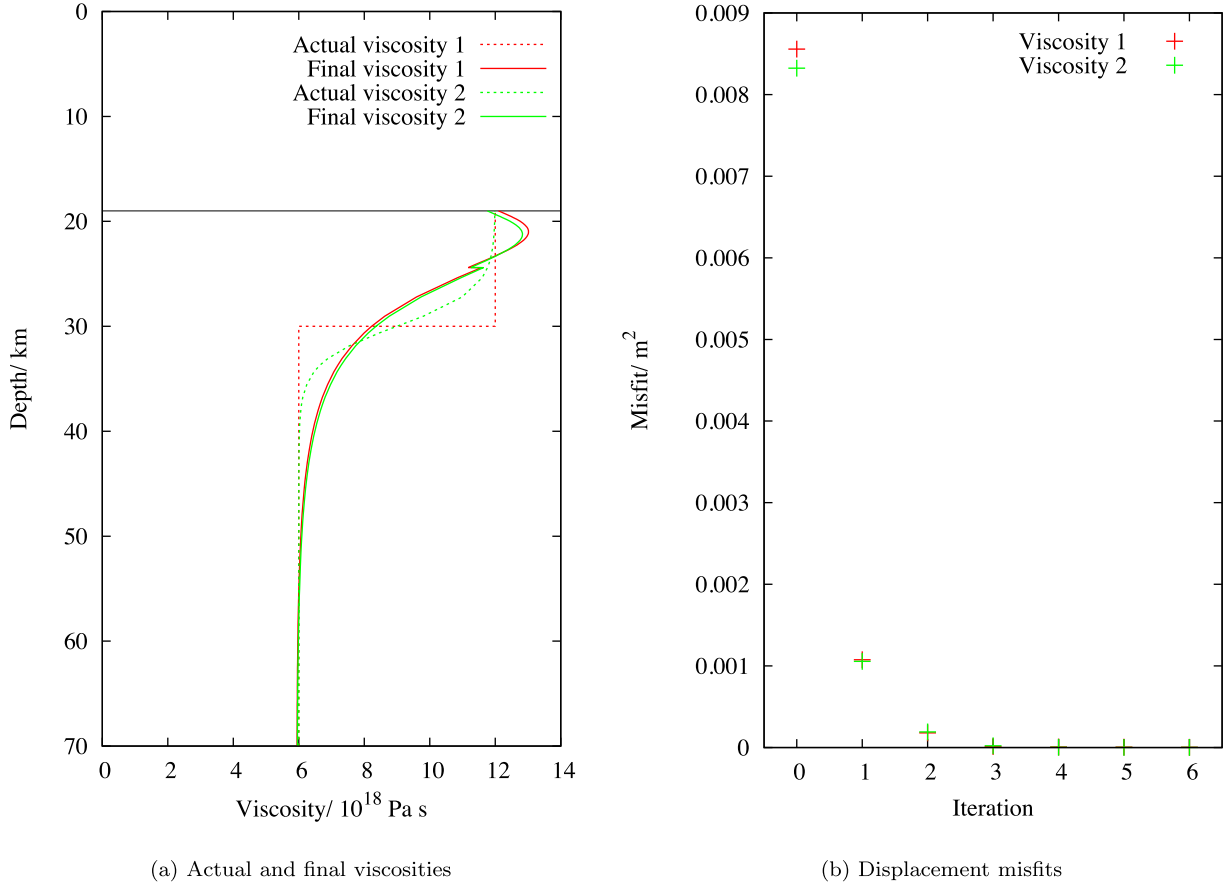 Actual viscosity 1
Final viscosity 1
Actual viscosity 2
Final viscosity 2
0
10
20
30
40
50
60
70
Depth/ km
0 2 4 6 8 10 12 14
Viscosity/ 10^18 Pa s
(a) Actual and final viscosities
Viscosity 1
Viscosity 2
0.009
0.008
0.007
0.006
0.005
0.004
0.003
0.002
0.001
0
Misfit/ m^2
0 1 2 3 4 5 6
Iteration
(b) Displacement misfits